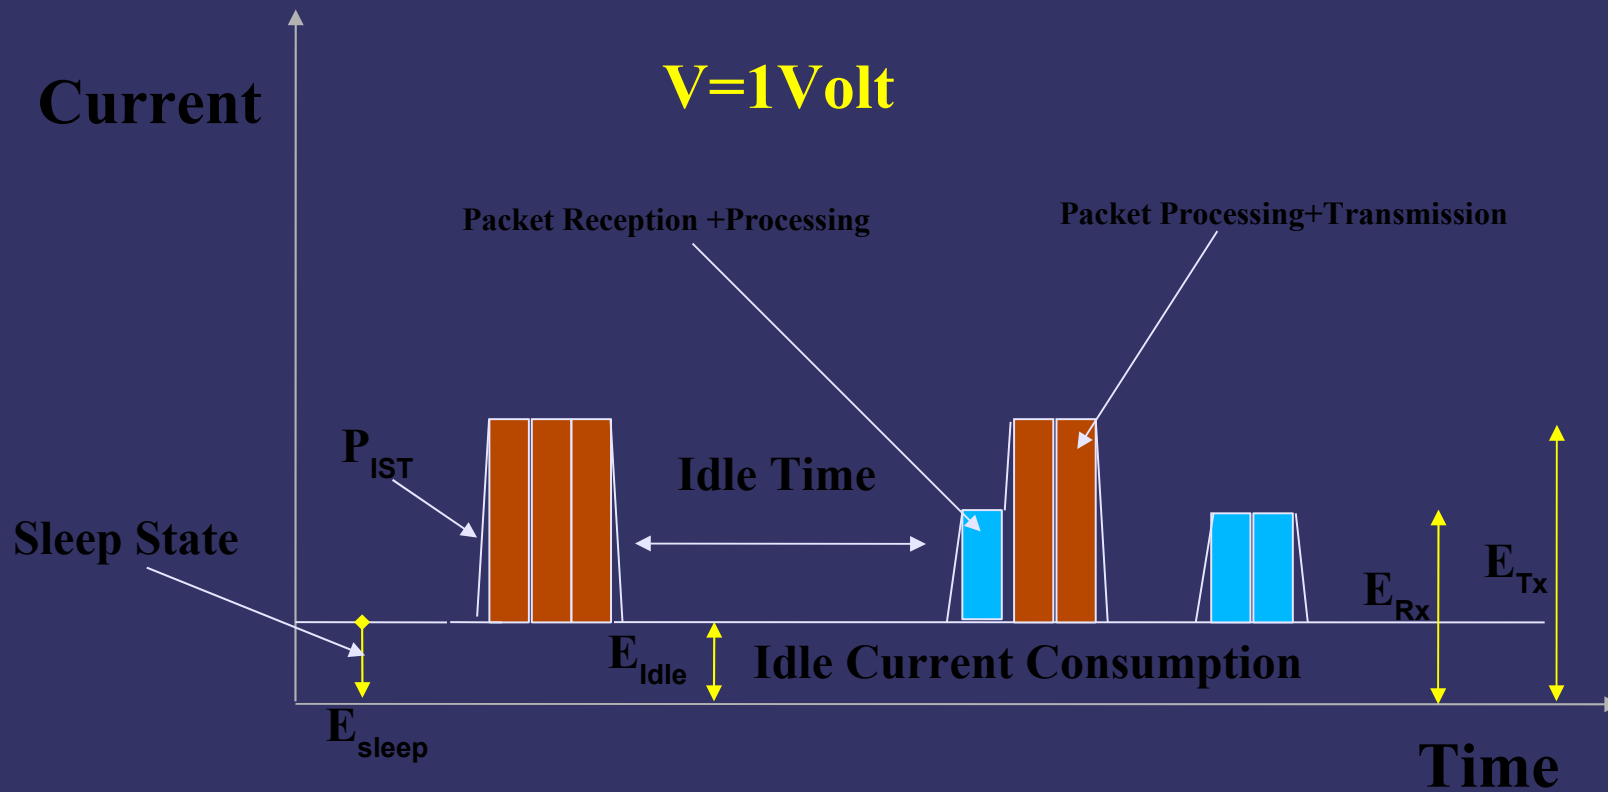 Current
V=1Volt
Packet Reception +Processing
Packet Processing+Transmission
PIST
Idle Time
Sleep State
ETx
ERx
EIdle
Idle Current Consumption
Esleep
Time